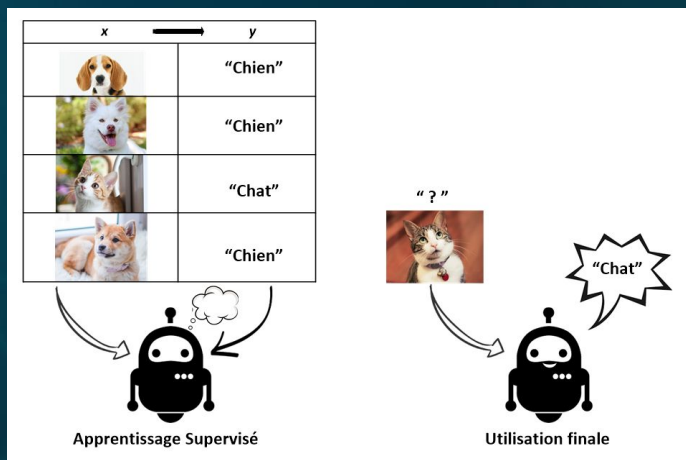 x y
“Chien”
“Chien”
“Chat”
“Chien”
“ ? ”
“Chat”
Apprentissage Supervisé
Utilisation finale